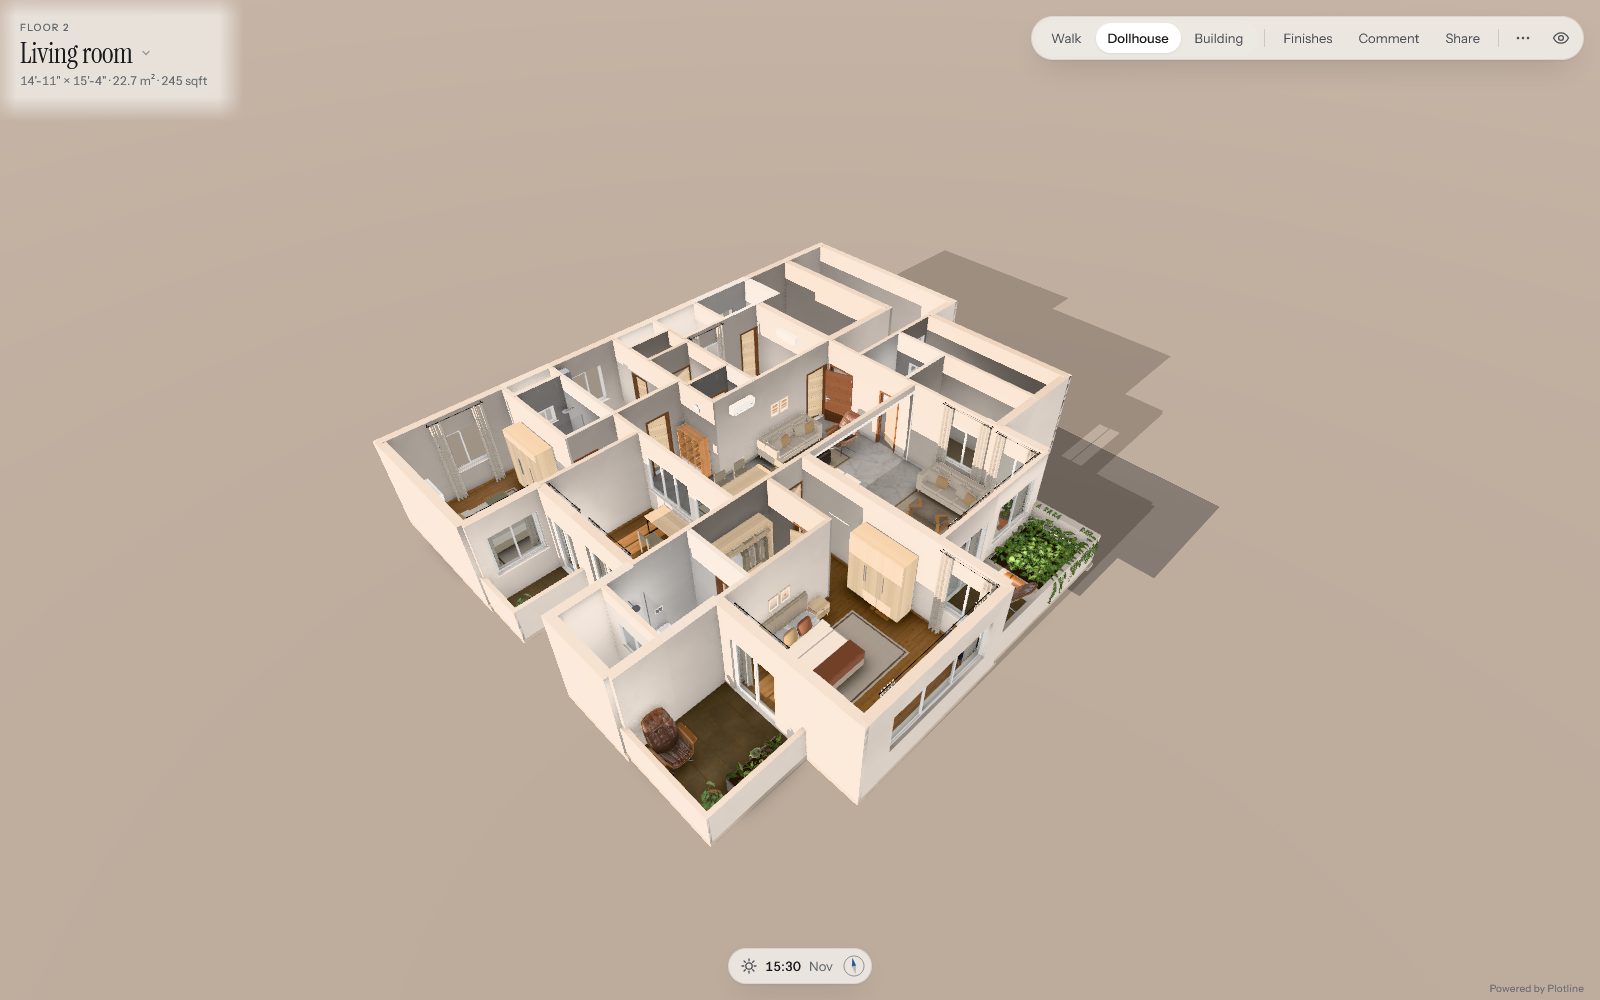 FLOOR 2
Living room
14'-11" × 15'-4" · 22.7 m² · 245 sqft
Walk Dollhouse Building Finishes Comment Share
15:30 Nov
Powered by Plotline